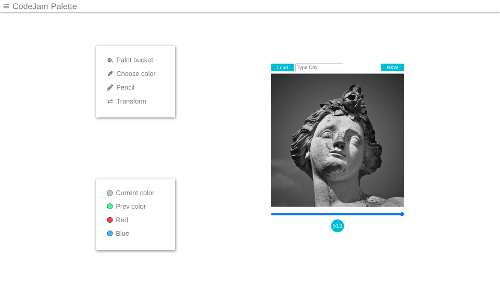 CodeJam-Palette
Paint bucket
Choose color
Pencil
Transform
Current color
Prev color
Red
Blue
Load
Type City
B&W
512